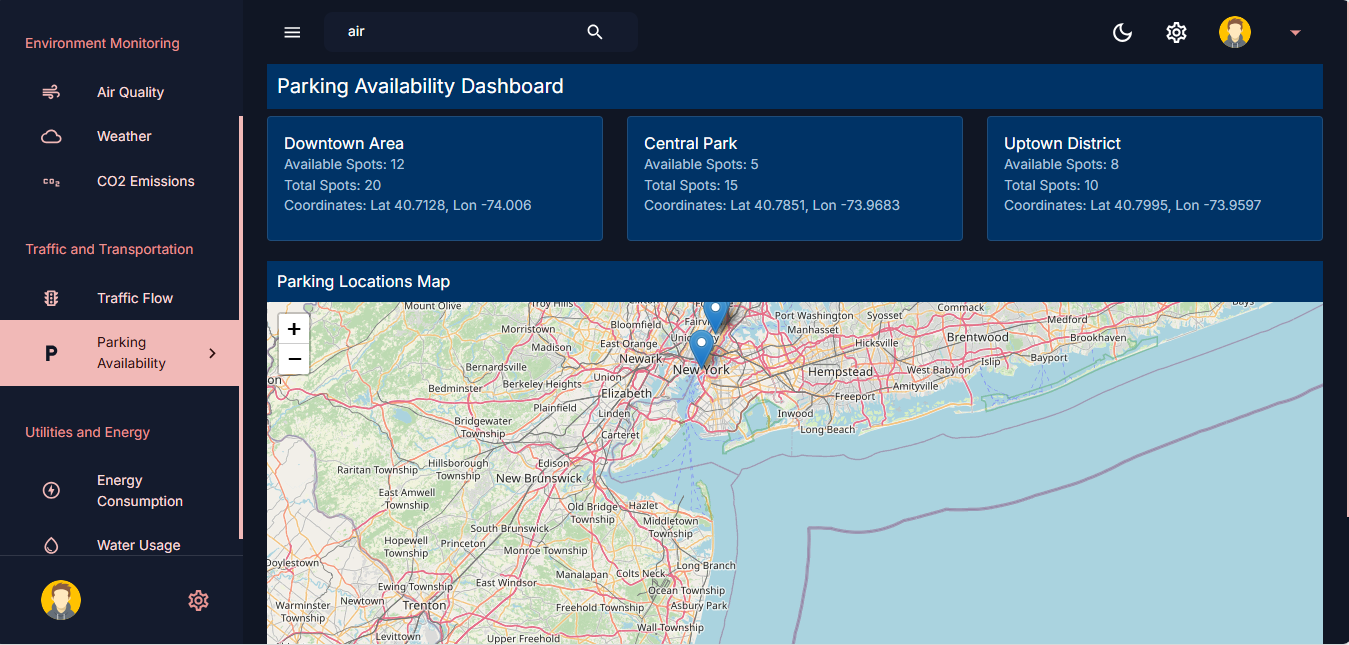 Environment Monitoring
Air Quality
Weather
CO2
CO2 Emissions
Traffic and Transportation
Traffic Flow
P
Parking
Availability
Utilities and Energy
Energy
Consumption
Water Usage
air
Parking Availability Dashboard
Downtown Area
Available Spots: 12
Total Spots: 20
Coordinates: Lat 40.7128, Lon -74.006
Central Park
Available Spots: 5
Total Spots: 15
Coordinates: Lat 40.7851, Lon -73.9683
Uptown District
Available Spots: 8
Total Spots: 10
Coordinates: Lat 40.7995, Lon -73.9597
Parking Locations Map
+
−
Mount Olive
Troy Hills
Commack
Port Washington
Syosset
Bloomfield
Medford
Morristown
Manhasset
Brentwood
Brookhaven
East Orange
Madison
Hicksville
Newark
Islip
Bayport
Bernardsville
New York
Hempstead
West Babylon
Union
Berkeley Heights
Amityville
Bedminster
Elizabeth
Freeport
Plainfield
Linden
Inwood
Bridgewater
Township
Carteret
Long Beach
Raritan Township
Hillsborough
Township
Edison
New Brunswick
East Amwell
Township
Old Bridge
Township
Hazlet
Middletown
Township
South Brunswick
Hopewell
Township
Princeton
Monroe Township
Doylestown
Long Branch
Manalapan
Colts Neck
Ewing Township
East Windsor
Ocean Township
Newtown
Warminster
Township
Trenton
Freehold Township
Asbury Park
Wall Township
Levittown
Upper Freehold